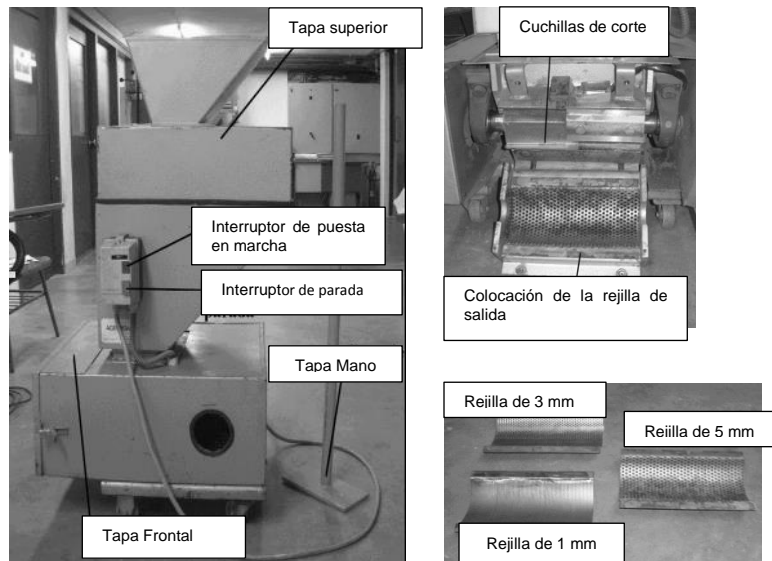 Tapa superior
Interruptor de puesta
en marcha
Interruptor de parada
Tapa Mano
Tapa Frontal
Cuchillas de corte
Colocación de la rejilla de
salida
Rejilla de 3 mm
Rejilla de 5 mm
Rejilla de 1 mm